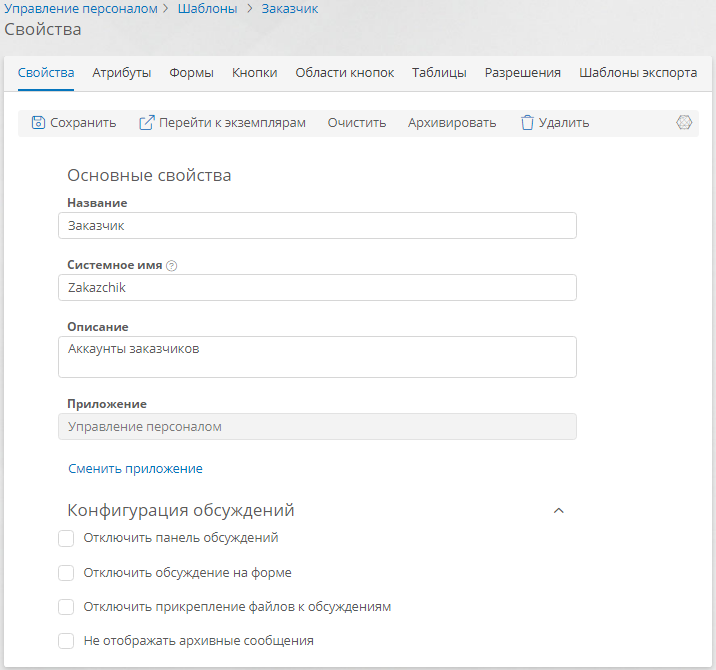 Управление персоналом > Шаблоны > Заказчик
Свойства
Свойства Атрибуты Формы Кнопки Области кнопок Таблицы Разрешения Шаблоны экспорта
Сохранить Перейти к экземплярам Очистить Архивировать Удалить
Основные свойства
Название
Заказчик
Системное имя ?
Zakazchik
Описание
Аккаунты заказчиков
Приложение
Управление персоналом
Сменить приложение
Конфигурация обсуждений
Отключить панель обсуждений
Отключить обсуждение на форме
Отключить прикрепление файлов к обсуждениям
Не отображать архивные сообщения